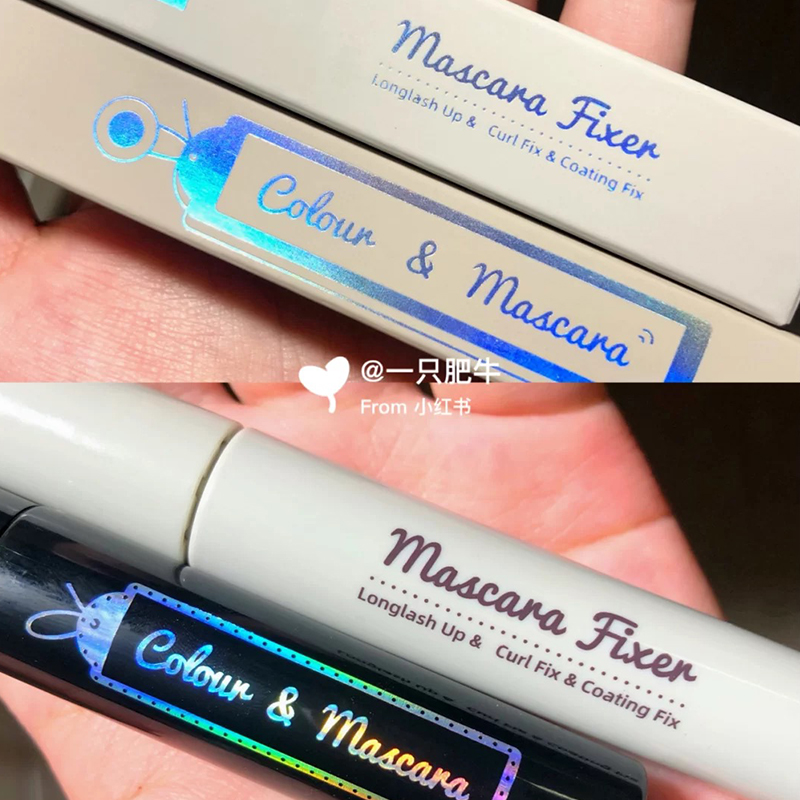 Mascara Fixer
Longlash Up & Curl Fix & Coating Fix
Colour & Mascara
@一只肥牛
From 小红书
Mascara Fixer
Longlash Up & Curl Fix & Coating Fix
Colour & Mascara